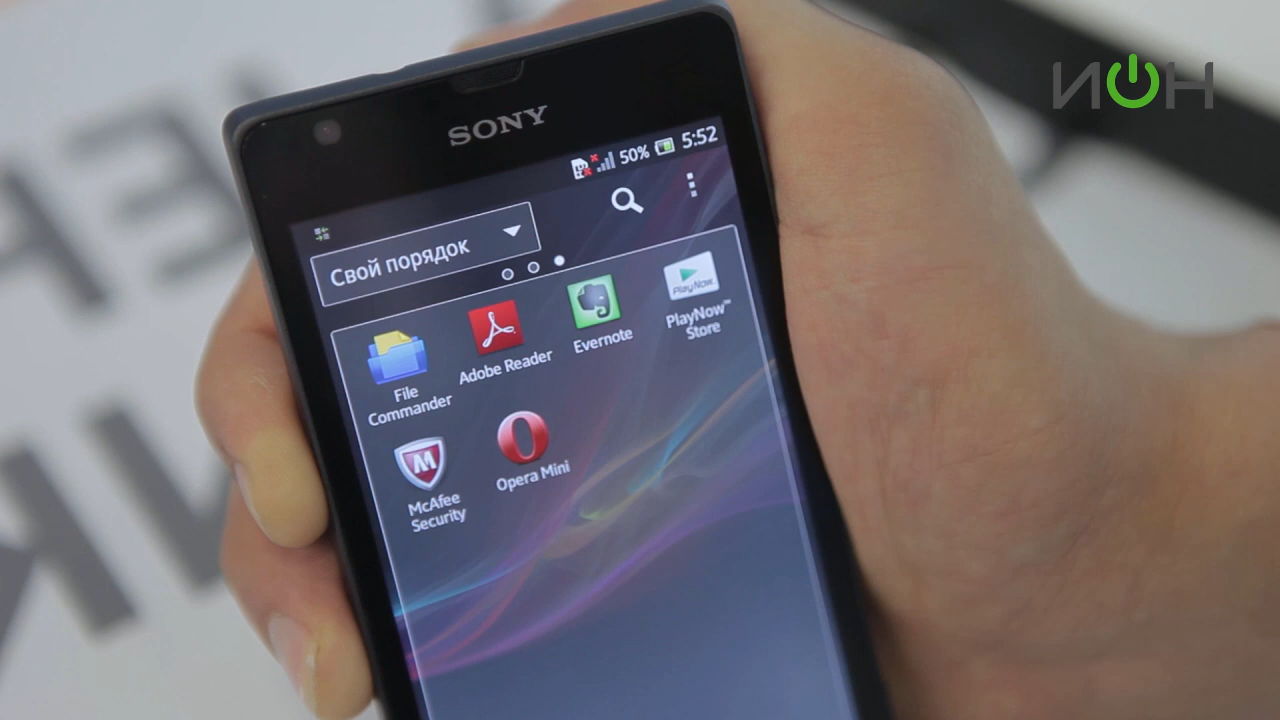 ИОН
SONY
50% 5:52
Свой порядок
File
Commander
Adobe Reader
Evernote
PlayNow
PlayNow™
Store
McAfee
Security
Opera Mini